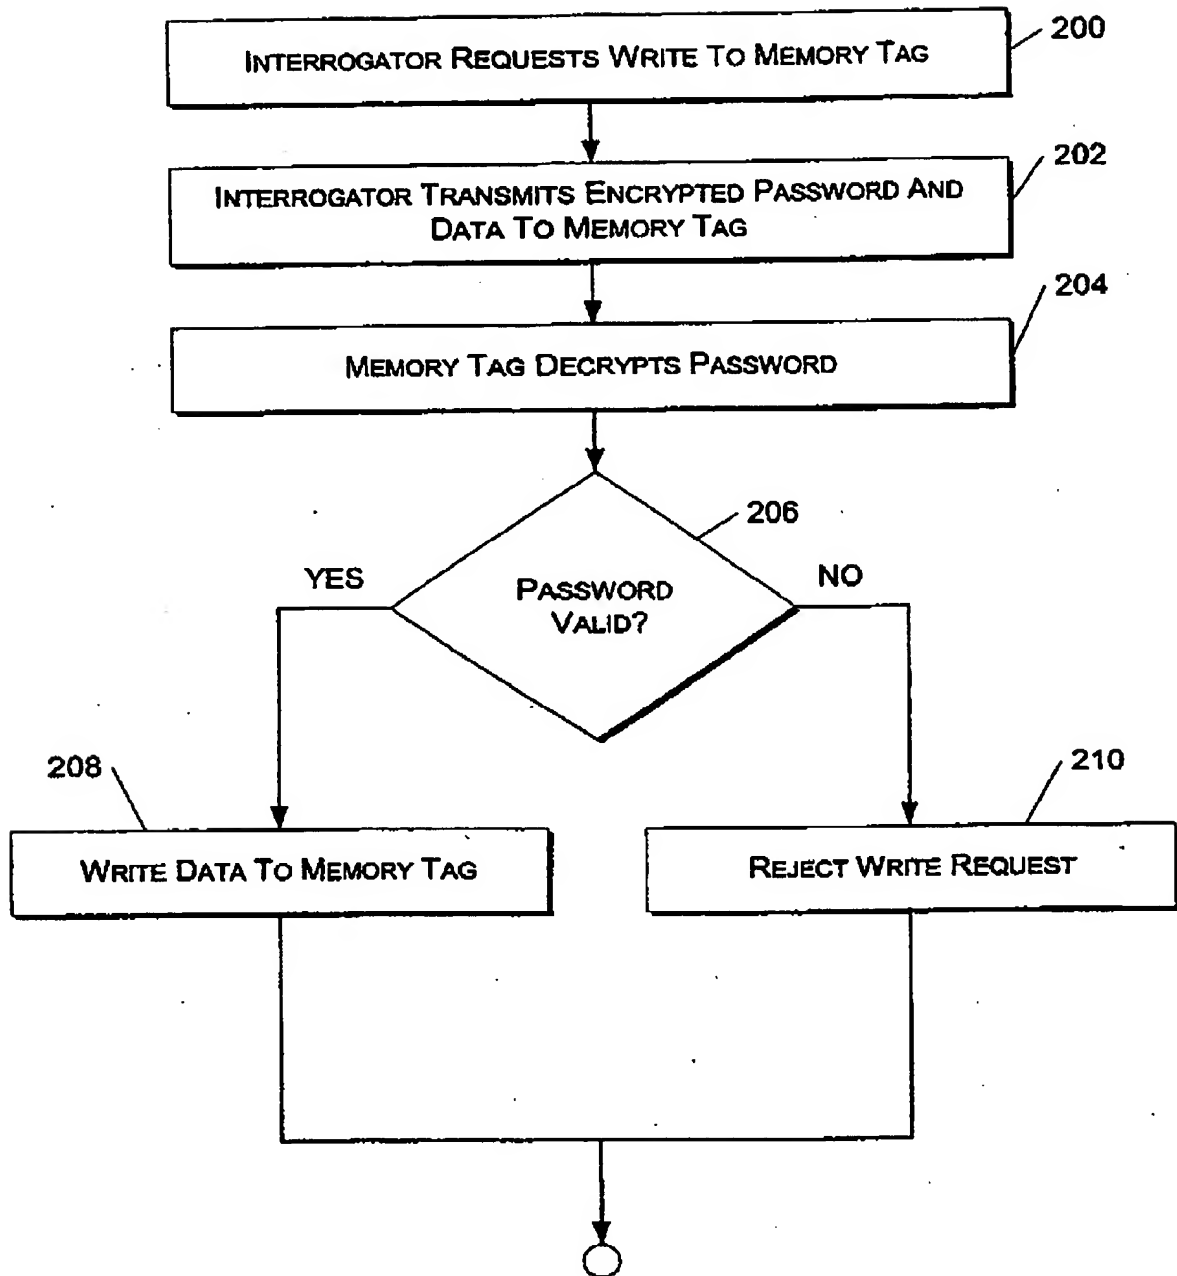 INTERROGATOR REQUESTS WRITE TO MEMORY TAG
200
INTERROGATOR TRANSMITS ENCRYPTED PASSWORD AND
DATA TO MEMORY TAG
202
MEMORY TAG DECRYPTS PASSWORD
204
PASSWORD
VALID?
206
YES
NO
208
WRITE DATA TO MEMORY TAG
210
REJECT WRITE REQUEST